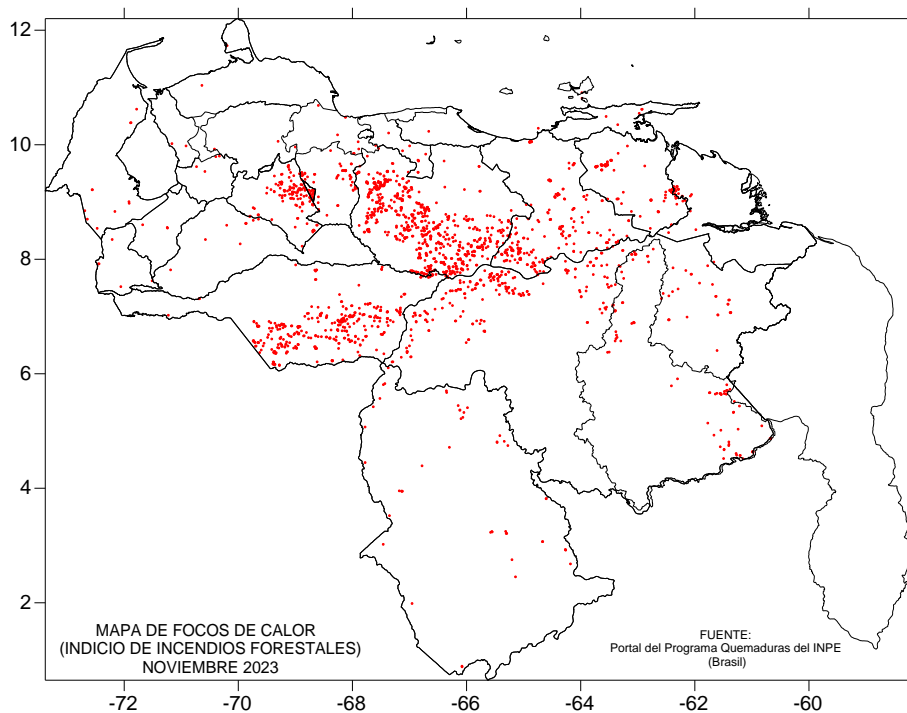 12
10
8
6
4
2
MAPA DE FOCOS DE CALOR
(INDICIO DE INCENDIOS FORESTALES)
NOVIEMBRE 2023
FUENTE:
Portal del Programa Quemaduras del INPE
(Brasil)
-72
-70
-68
-66
-64
-62
-60